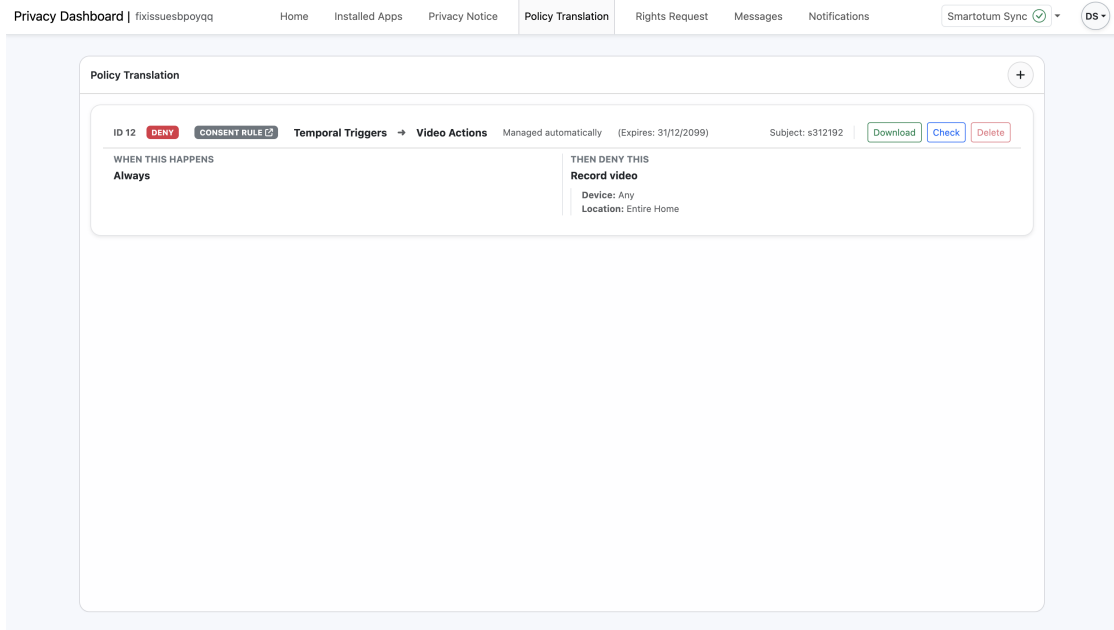 Privacy Dashboard | fixissuesbpoyqq Home Installed Apps Privacy Notice Policy Translation Rights Request Messages Notifications Smartotum Sync DS
Policy Translation +
ID 12 DENY CONSENT RULE Temporal Triggers → Video Actions Managed automatically (Expires: 31/12/2099) Subject: s312192 Download Check Delete
WHEN THIS HAPPENS
Always
THEN DENY THIS
Record video
Device: Any
Location: Entire Home